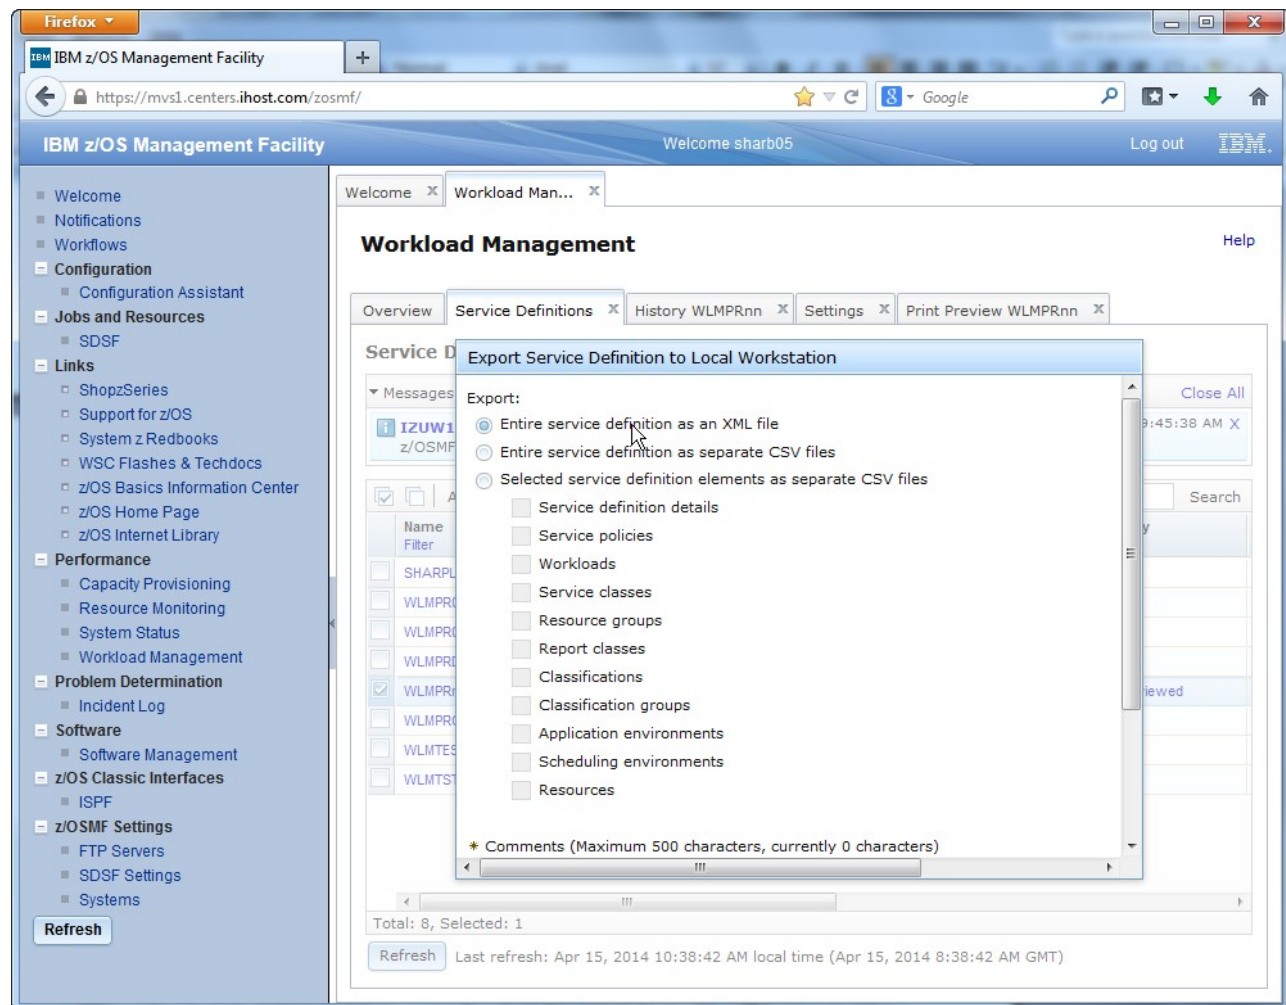 Firefox
IBM IBM z/OS Management Facility
+
https://mvs1.centers.ihost.com/zosmf/
8 Google
IBM z/OS Management Facility
Welcome sharb05
Log out
IBM.
Welcome
Notifications
Workflows
Configuration
Configuration Assistant
Jobs and Resources
SDSF
Links
ShopzSeries
Support for z/OS
System z Redbooks
WSC Flashes & Techdocs
z/OS Basics Information Center
z/OS Home Page
z/OS Internet Library
Performance
Capacity Provisioning
Resource Monitoring
System Status
Workload Management
Problem Determination
Incident Log
Software
Software Management
z/OS Classic Interfaces
ISPF
z/OSMF Settings
FTP Servers
SDSF Settings
Systems
Refresh
Welcome X
Workload Man... X
Workload Management
Help
Overview
Service Definitions X
History WLMPRnn X
Settings X
Print Preview WLMPRnn X
Service D
Messages
Close All
IZUW1
9:45:38 AM X
z/OSMF
A
Search
Name
y
Filter
SHARPL
WLMPR0
WLMPR0
WLMPRD
WLMPRn
iewed
WLMTES
WLMTST
Export Service Definition to Local Workstation
Export:
Entire service definition as an XML file
Entire service definition as separate CSV files
Selected service definition elements as separate CSV files
Service definition details
Service policies
Workloads
Service classes
Resource groups
Report classes
Classifications
Classification groups
Application environments
Scheduling environments
Resources
* Comments (Maximum 500 characters, currently 0 characters)
Total: 8, Selected: 1
Refresh
Last refresh: Apr 15, 2014 10:38:42 AM local time (Apr 15, 2014 8:38:42 AM GMT)